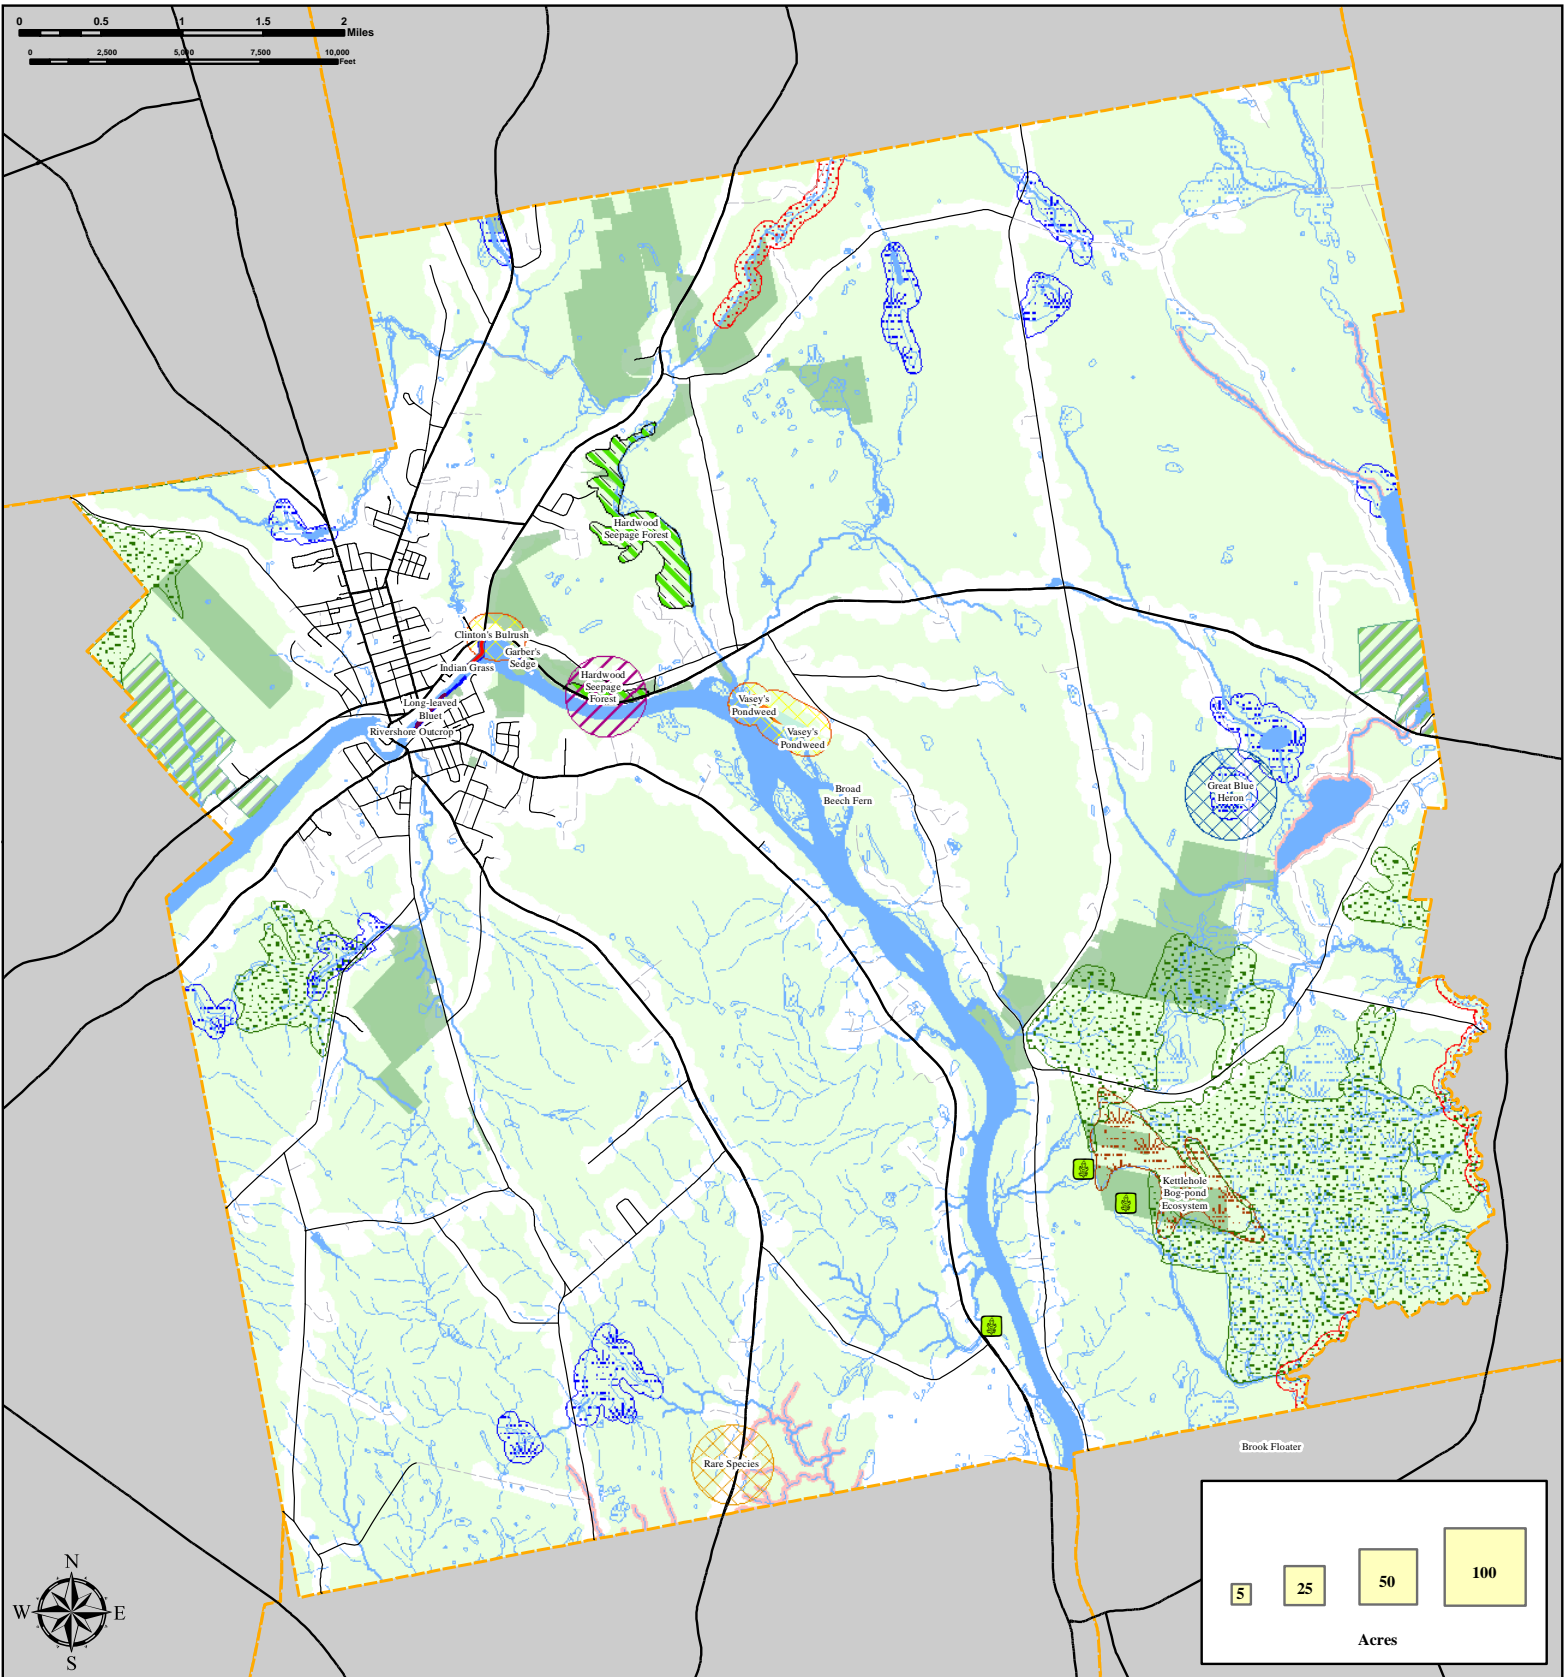 0 0.5 1 1.5 2
Miles
0 2,500 5,000 7,500 10,000
Feet
Hardwood
Seepage Forest
Clinton's Bulrush
Garber's
Sedge
Indian Grass
Hardwood
Seepage
Forest
Long-leaved
Bluet
Rivershore Outcrop
Vasey's
Pondweed
Vasey's
Pondweed
Broad
Beech Fern
Great Blue
Heron
Kettlehole
Bog-pond
Ecosystem
Rare Species
Brook Floater
N
W E
S
5 25 50 100
Acres